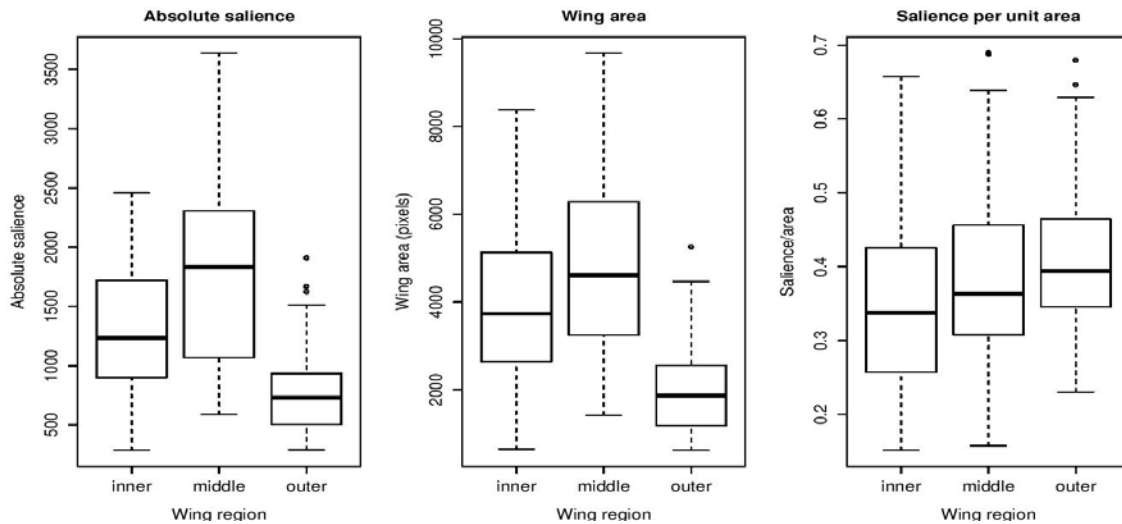 Absolute salience
Absolute salience
500
1000
1500
2000
2500
3000
3500
inner
middle
outer
Wing region
Wing area
Wing area (pixels)
2000
4000
6000
8000
10000
inner
middle
outer
Wing region
Salience per unit area
Salience/area
0.2
0.3
0.4
0.5
0.6
0.7
inner
middle
outer
Wing region